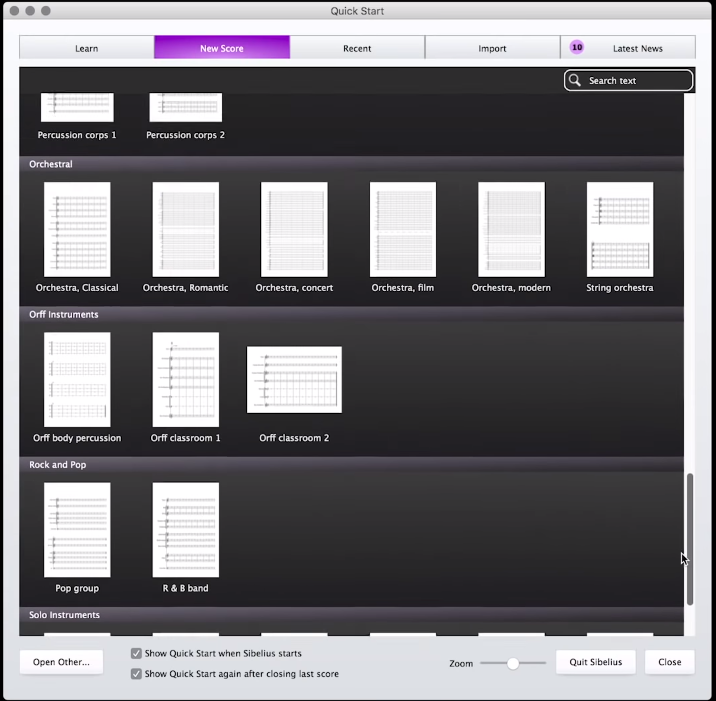 Quick Start
Learn
New Score
Recent
Import
10
Latest News
Search text
Percussion corps 1
Percussion corps 2
Orchestral
Orchestra, Classical
Orchestra, Romantic
Orchestra, concert
Orchestra, film
Orchestra, modern
String orchestra
Orff Instruments
Orff body percussion
Orff classroom 1
Orff classroom 2
Rock and Pop
Pop group
R & B band
Solo Instruments
Open Other...
Show Quick Start when Sibelius starts
Show Quick Start again after closing last score
Zoom
Quit Sibelius
Close